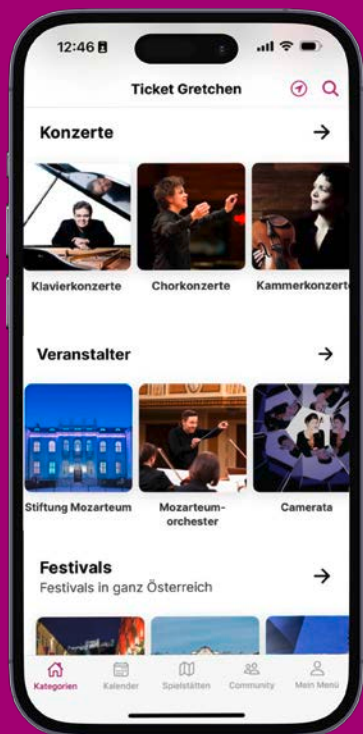 12:46
Ticket Gretchen
Konzerte
Klavierkonzerte
Chorkonzerte
Kammerkonzerte
Veranstalter
Stiftung Mozarteum
Mozarteum-
orchester
Camerata
Festivals
Festivals in ganz Österreich
Kategorien
Kalender
Spielstätten
Community
Mein Menü